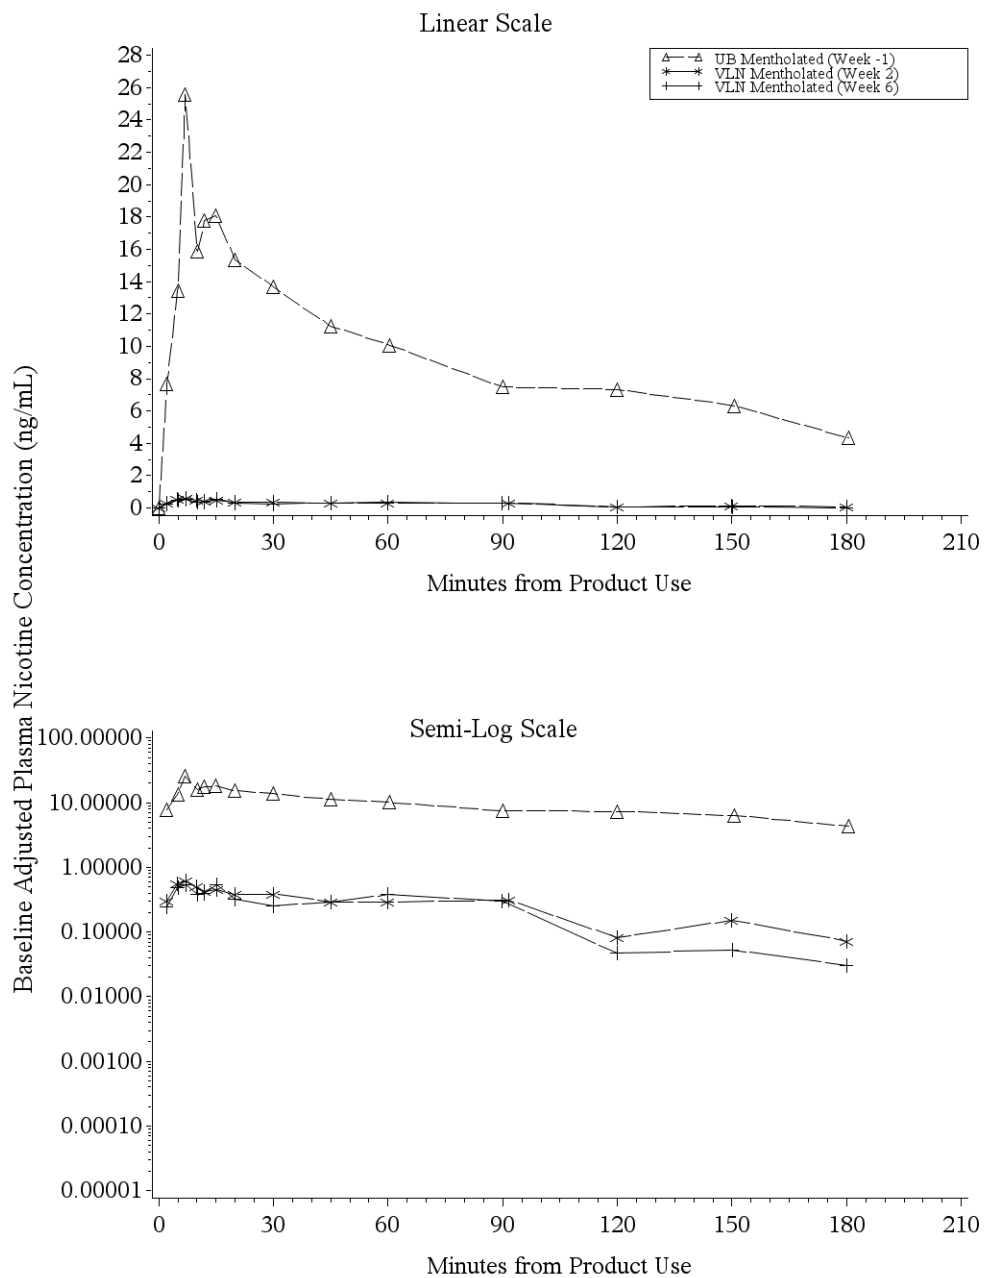 Linear Scale
UB Mentholated (Week -1)
VLN Mentholated (Week 2)
VLN Mentholated (Week 6)
28
26
24
22
20
18
16
14
12
10
8
6
4
2
0
0 30 60 90 120 150 180 210
Minutes from Product Use
Baseline Adjusted Plasma Nicotine Concentration (ng/mL)
Semi-Log Scale
100.00000
10.00000
1.00000
0.10000
0.01000
0.00100
0.00010
0.00001
0 30 60 90 120 150 180 210
Minutes from Product Use